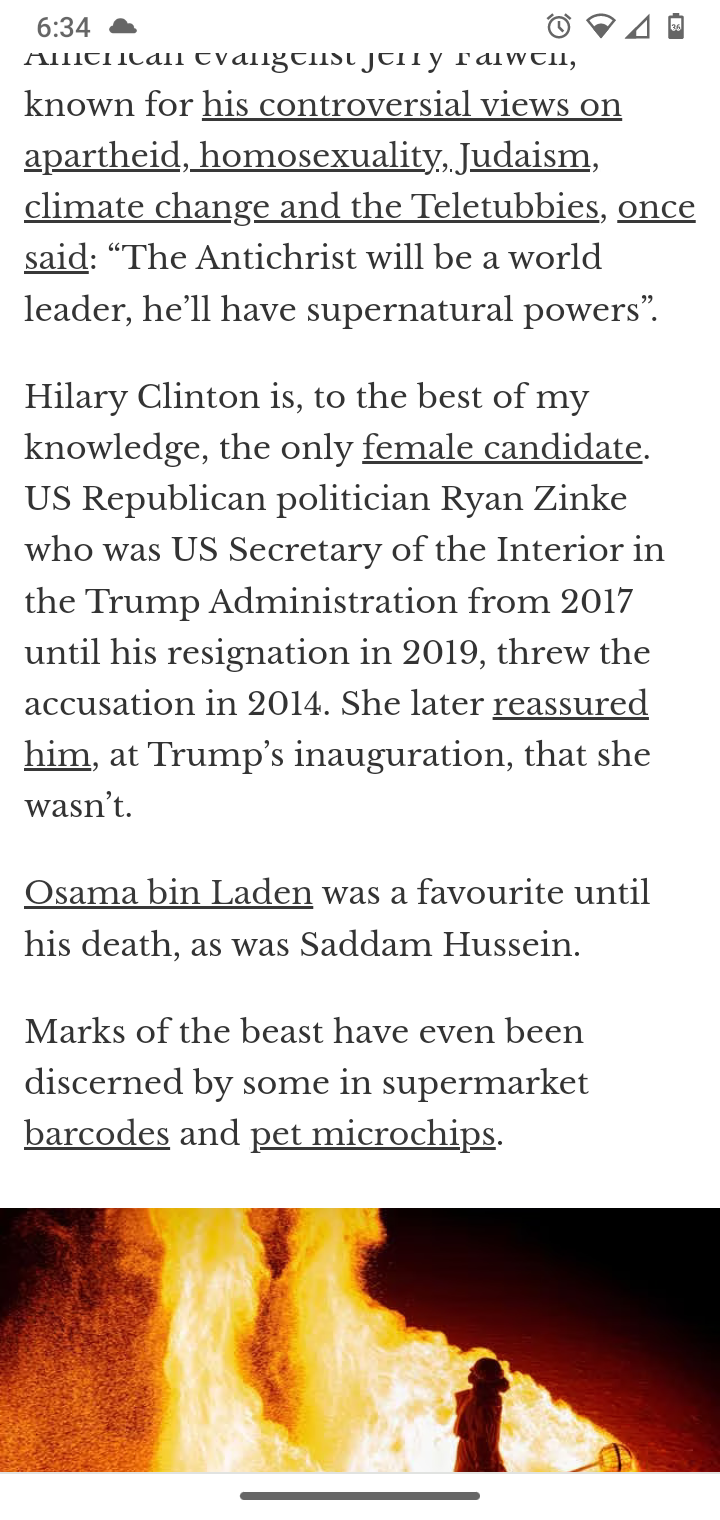 6:34
36
American evangelist Jerry Falwell,
known for his controversial views on
apartheid, homosexuality, Judaism,
climate change and the Teletubbies, once
said: “The Antichrist will be a world
leader, he’ll have supernatural powers”.
Hilary Clinton is, to the best of my
knowledge, the only female candidate.
US Republican politician Ryan Zinke
who was US Secretary of the Interior in
the Trump Administration from 2017
until his resignation in 2019, threw the
accusation in 2014. She later reassured
him, at Trump’s inauguration, that she
wasn’t.
Osama bin Laden was a favourite until
his death, as was Saddam Hussein.
Marks of the beast have even been
discerned by some in supermarket
barcodes and pet microchips.